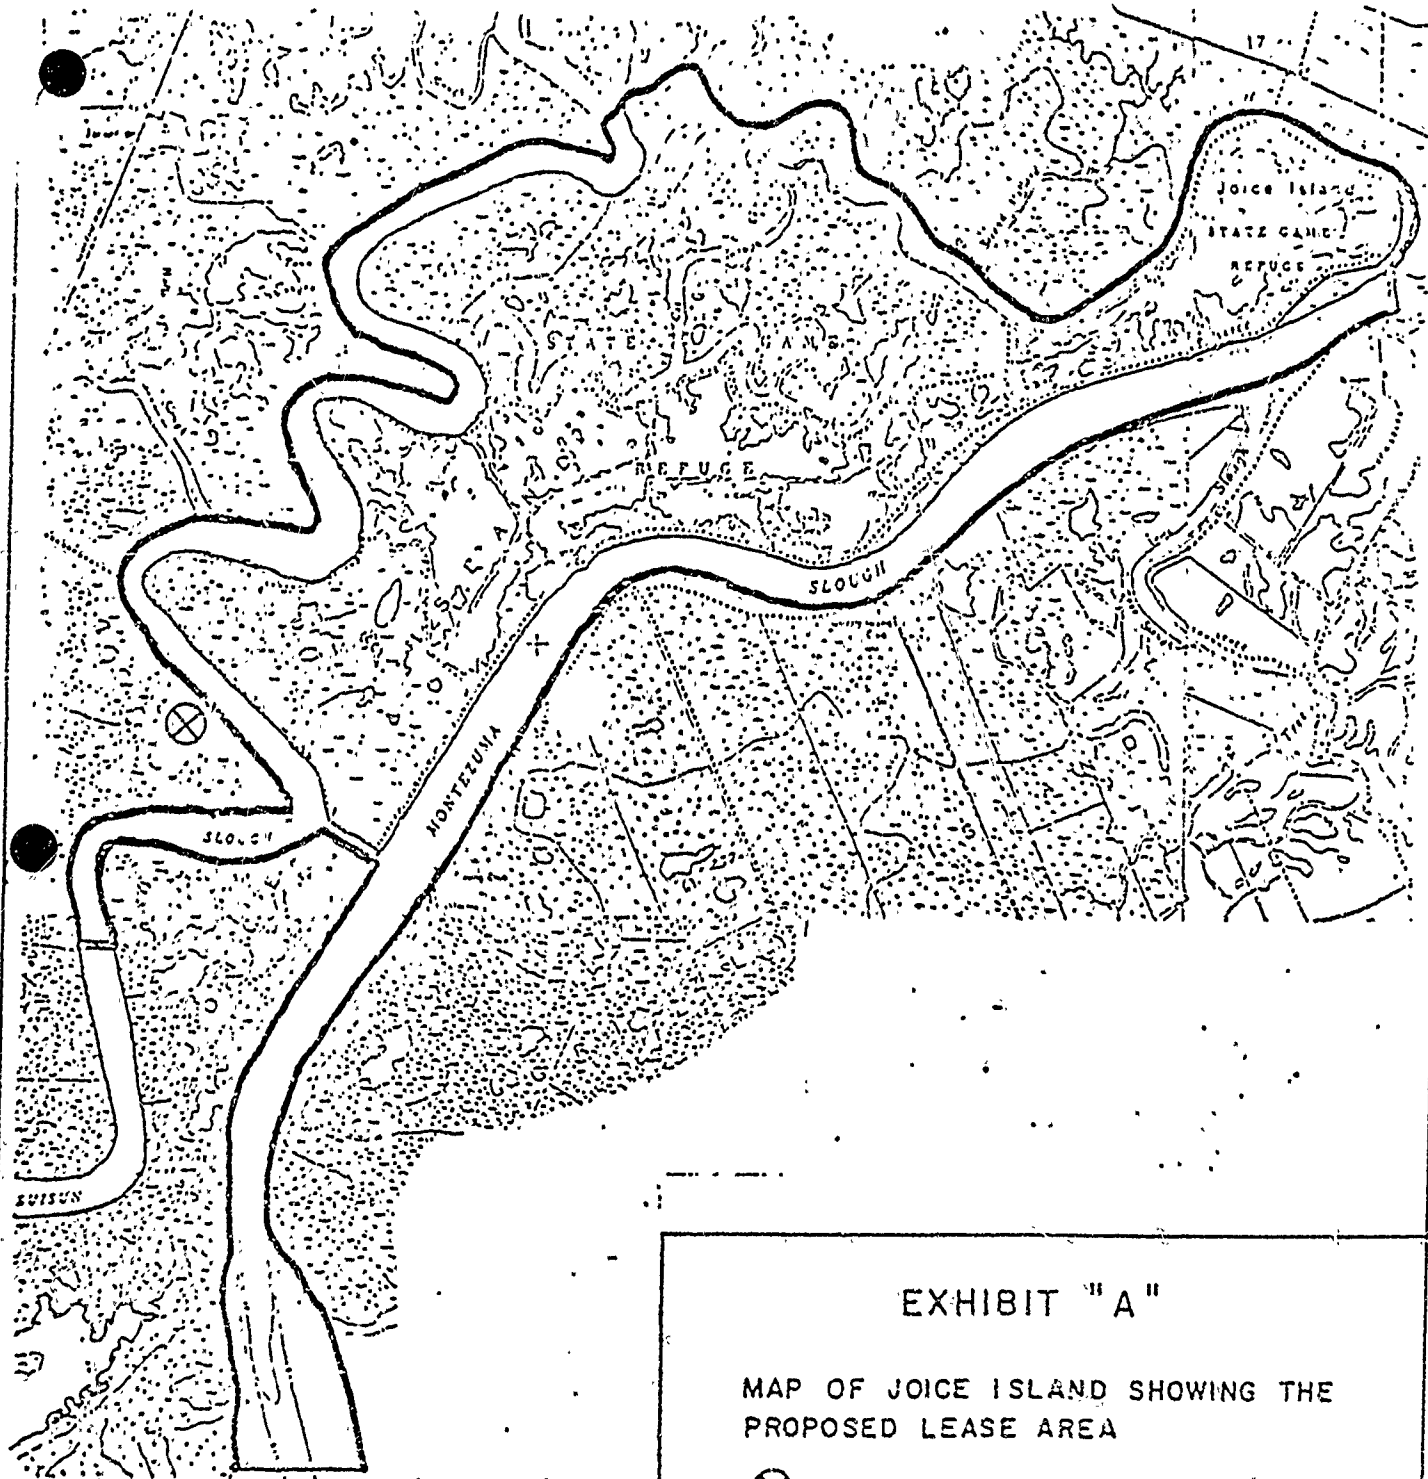 17
Joice Island
STATE GAME
REFUGE
STATE GAME
REFUGE
SLOUGH
MONTEZUMA
SLOUGH
SUISUN
EXHIBIT "A"
MAP OF JOICE ISLAND SHOWING THE
PROPOSED LEASE AREA